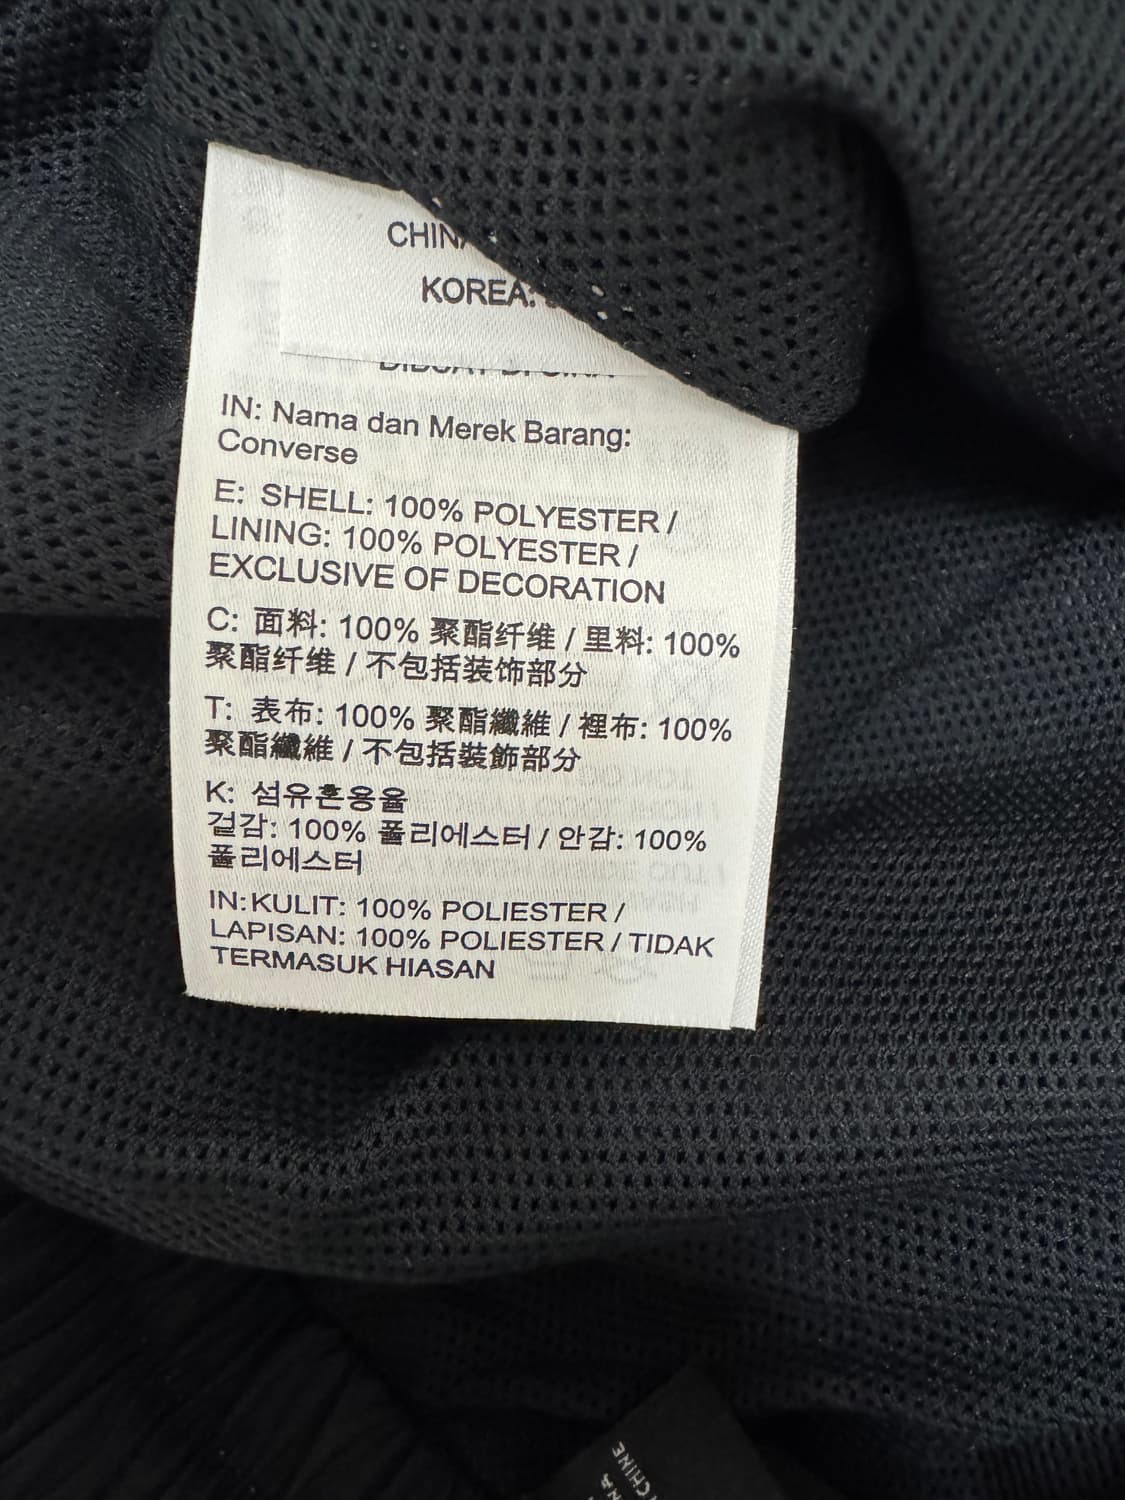 KOREA:
IN: Nama dan Merek Barang:
Converse
E: SHELL: 100% POLYESTER /
LINING: 100% POLYESTER /
EXCLUSIVE OF DECORATION
C: 面料: 100% 聚酯纤维 / 里料: 100%
聚酯纤维 / 不包括装饰部分
T: 表布: 100% 聚酯纖維 / 裡布: 100%
聚酯纖維 / 不包括裝飾部分
K: 섬유혼용율
겉감: 100% 폴리에스터 / 안감: 100%
폴리에스터
IN:KULIT: 100% POLIESTER /
LAPISAN: 100% POLIESTER / TIDAK
TERMASUK HIASAN